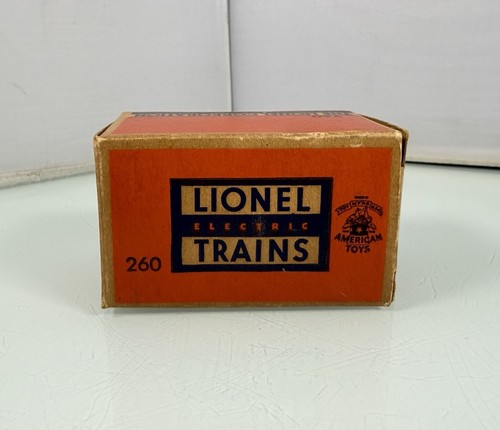 LIONEL
ELECTRIC
TRAINS
260
AMERICAN
TOYS